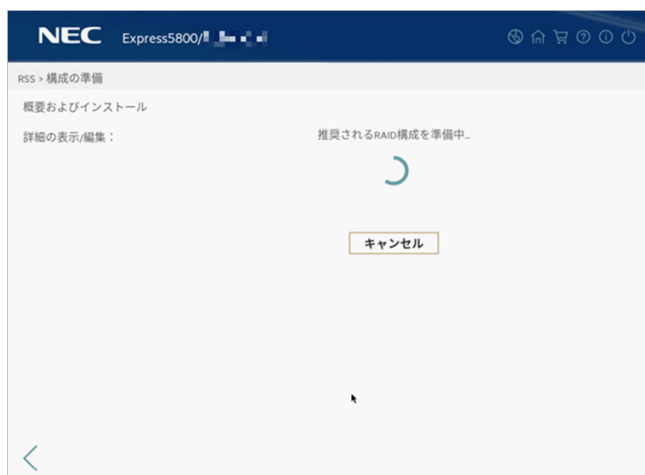 NEC Express5800/
RSS > 構成の準備
概要およびインストール
詳細の表示/編集：
推奨されるRAID構成を準備中...
キャンセル